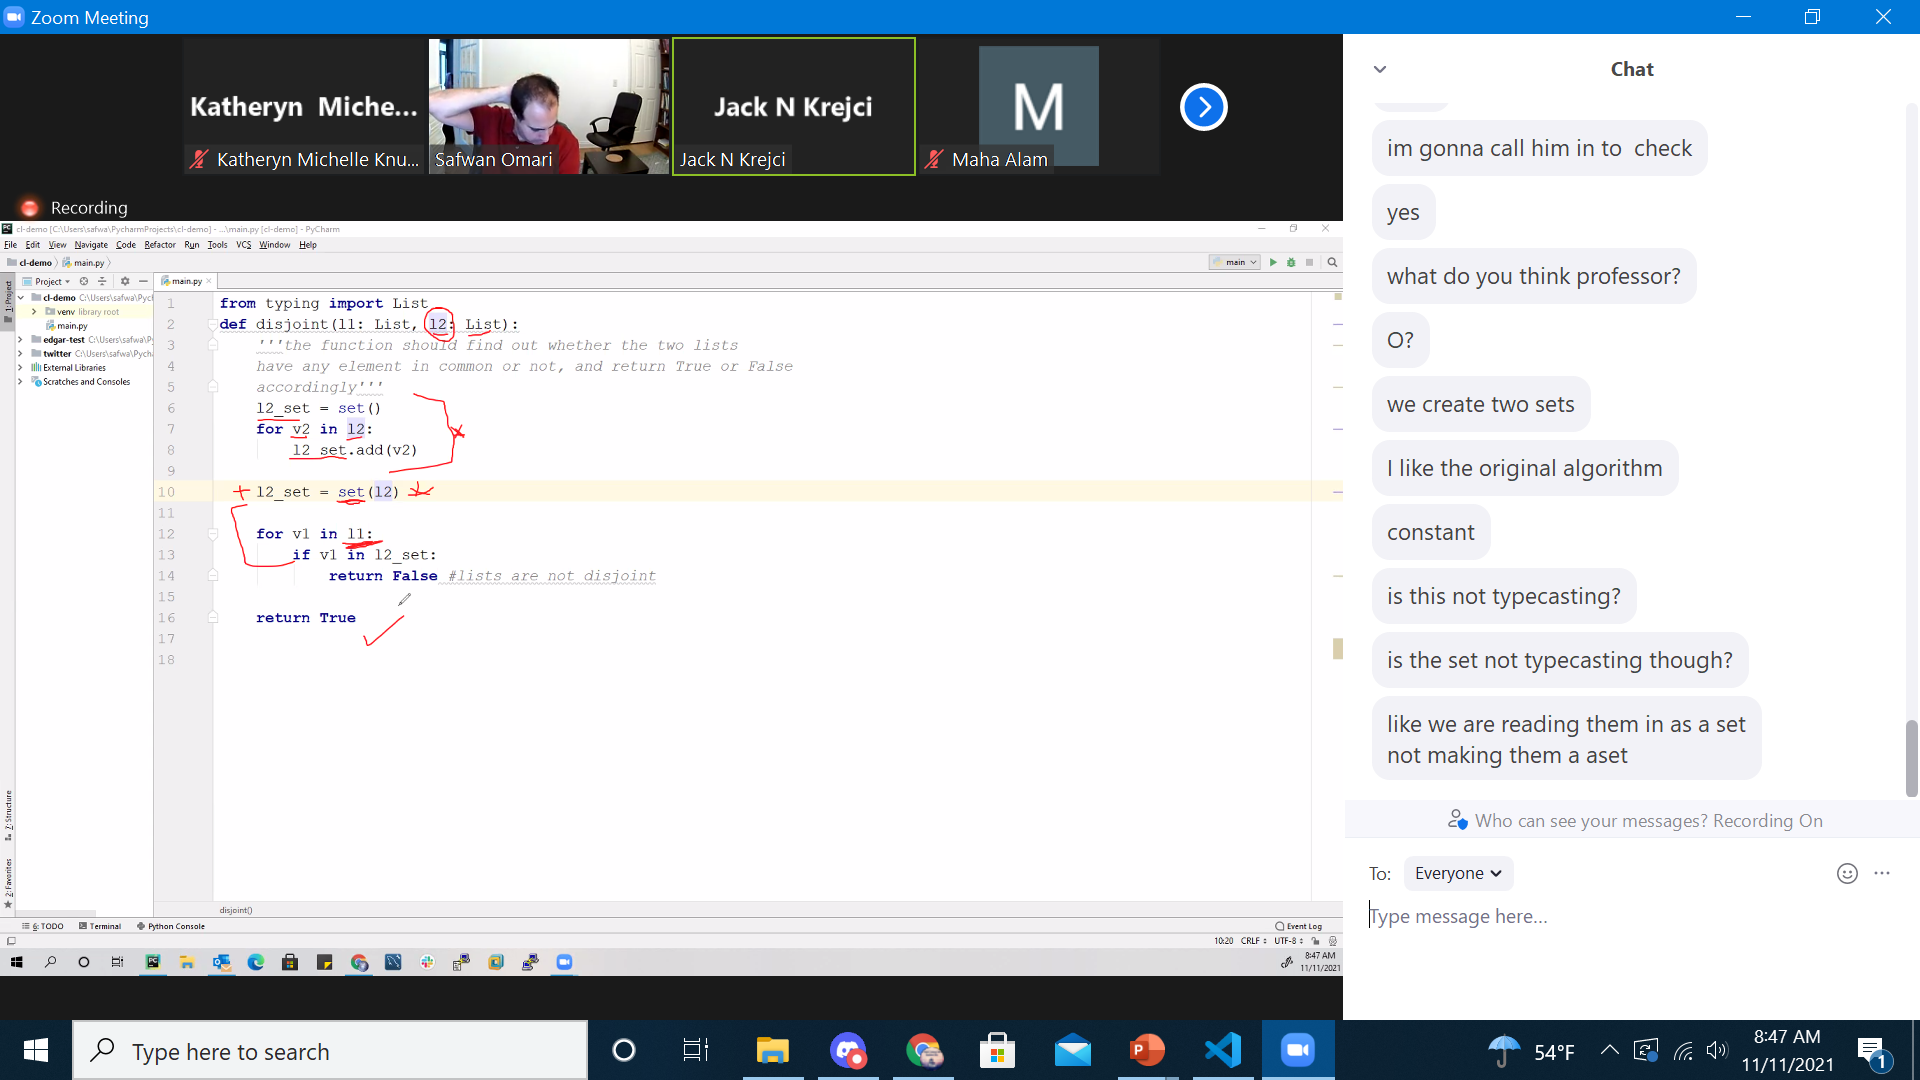 Zoom Meeting
Katheryn Miche...
Katheryn Michelle Knu...
Safwan Omari
Jack N Krejci
Jack N Krejci
M
Maha Alam
Recording
cl-demo [C:\Users\safwa\PycharmProjects\cl-demo] - ...\main.py [cl-demo] - PyCharm
File Edit View Navigate Code Refactor Run Tools VCS Window Help
cl-demo main.py
main
Project
main.py
1: Project
cl-demo C:\Users\safwa\Pyc
venv library root
main.py
edgar-test C:\Users\safwa\P
twitter C:\Users\safwa\Pych
External Libraries
Scratches and Consoles
7: Structure
2: Favorites
1 from typing import List
2 def disjoint(l1: List, l2: List):
3 '''the function should find out whether the two lists
4 have any element in common or not, and return True or False
5 accordingly'''
6 l2_set = set()
7 for v2 in l2:
8 l2_set.add(v2)
9
10 l2_set = set(l2)
11
12 for v1 in l1:
13 if v1 in l2_set:
14 return False #lists are not disjoint
15
16 return True
17
18
disjoint()
6: TODO Terminal Python Console
Event Log
10:20 CRLF UTF-8
8:47 AM
11/11/2021
Chat
im gonna call him in to check
yes
what do you think professor?
O?
we create two sets
I like the original algorithm
constant
is this not typecasting?
is the set not typecasting though?
like we are reading them in as a set
not making them a aset
Who can see your messages? Recording On
To: Everyone
Type message here...
Type here to search
54°F
8:47 AM
11/11/2021
1